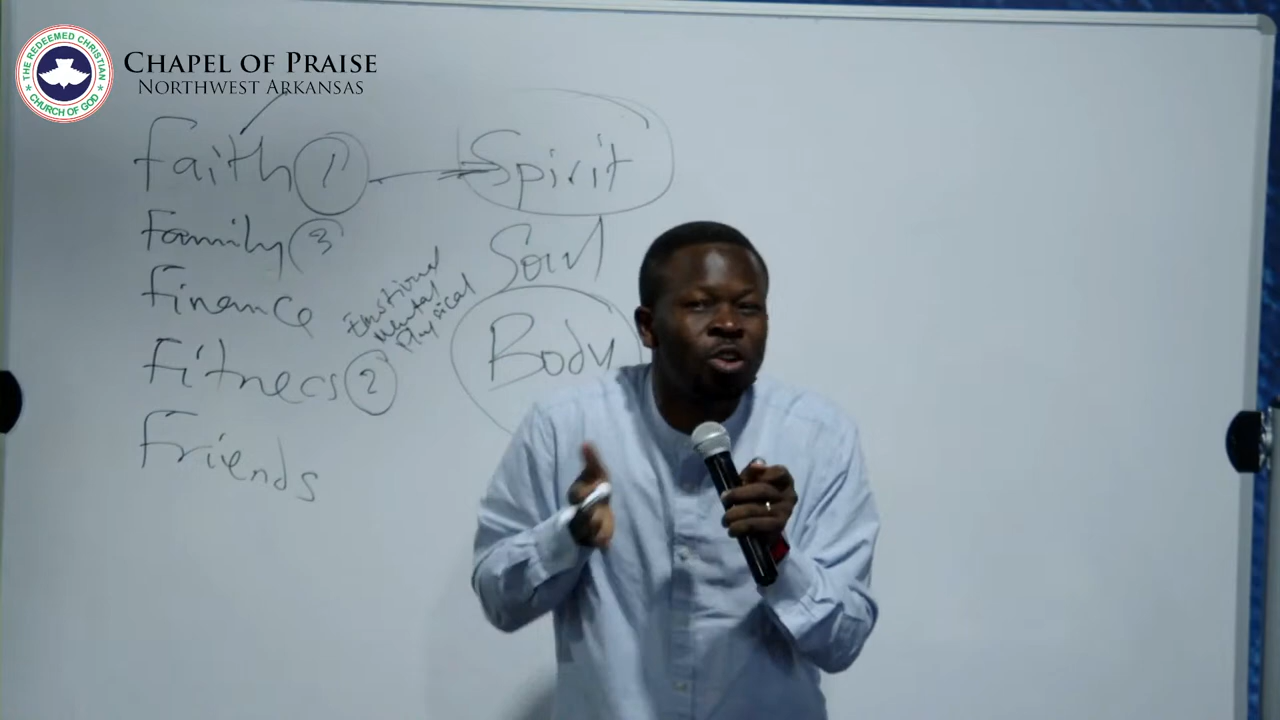 THE REDEEMED CHRISTIAN
CHURCH OF GOD
CHAPEL OF PRAISE
NORTHWEST ARKANSAS
Faith 1 Spirit
Family 3 Soul
Finance
Emotional
Mental
Physical
Fitness 2 Body
Friends